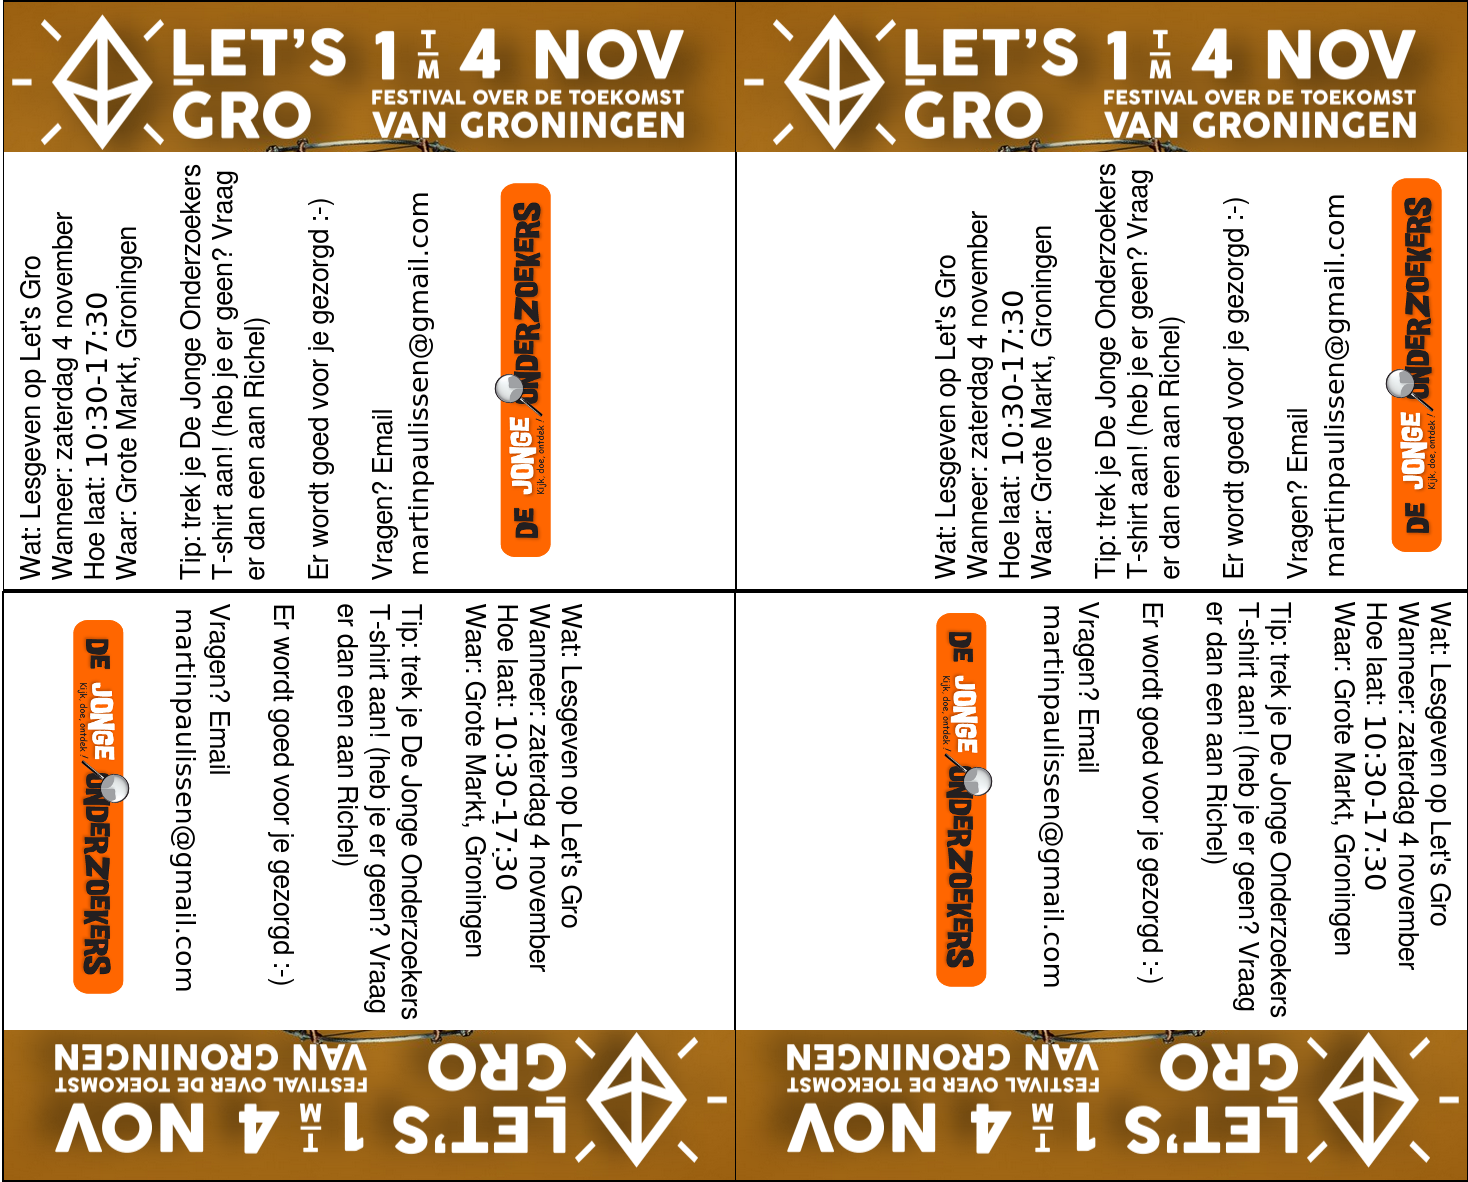 LET'S
GRO
1 T/M 4 NOV
FESTIVAL OVER DE TOEKOMST
VAN GRONINGEN
Wat: Lesgeven op Let's Gro
Wanneer: zaterdag 4 november
Hoe laat: 10:30-17:30
Waar: Grote Markt, Groningen
Tip: trek je De Jonge Onderzoekers
T-shirt aan! (heb je er geen? Vraag
er dan een aan Richel)
Er wordt goed voor je gezorgd :-)
Vragen? Email
martinpaulissen@gmail.com
DE JONGE ONDERZOEKERS
Kijk, doe, ontdek!
LET'S
GRO
1 T/M 4 NOV
FESTIVAL OVER DE TOEKOMST
VAN GRONINGEN
Wat: Lesgeven op Let's Gro
Wanneer: zaterdag 4 november
Hoe laat: 10:30-17:30
Waar: Grote Markt, Groningen
Tip: trek je De Jonge Onderzoekers
T-shirt aan! (heb je er geen? Vraag
er dan een aan Richel)
Er wordt goed voor je gezorgd :-)
Vragen? Email
martinpaulissen@gmail.com
DE JONGE ONDERZOEKERS
Kijk, doe, ontdek!
Wat: Lesgeven op Let's Gro
Wanneer: zaterdag 4 november
Hoe laat: 10:30-17:30
Waar: Grote Markt, Groningen
Tip: trek je De Jonge Onderzoekers
T-shirt aan! (heb je er geen? Vraag
er dan een aan Richel)
Er wordt goed voor je gezorgd :-)
Vragen? Email
martinpaulissen@gmail.com
DE JONGE ONDERZOEKERS
Kijk, doe, ontdek!
LET'S
GRO
1 T/M 4 NOV
FESTIVAL OVER DE TOEKOMST
VAN GRONINGEN
Wat: Lesgeven op Let's Gro
Wanneer: zaterdag 4 november
Hoe laat: 10:30-17:30
Waar: Grote Markt, Groningen
Tip: trek je De Jonge Onderzoekers
T-shirt aan! (heb je er geen? Vraag
er dan een aan Richel)
Er wordt goed voor je gezorgd :-)
Vragen? Email
martinpaulissen@gmail.com
DE JONGE ONDERZOEKERS
Kijk, doe, ontdek!
LET'S
GRO
1 T/M 4 NOV
FESTIVAL OVER DE TOEKOMST
VAN GRONINGEN